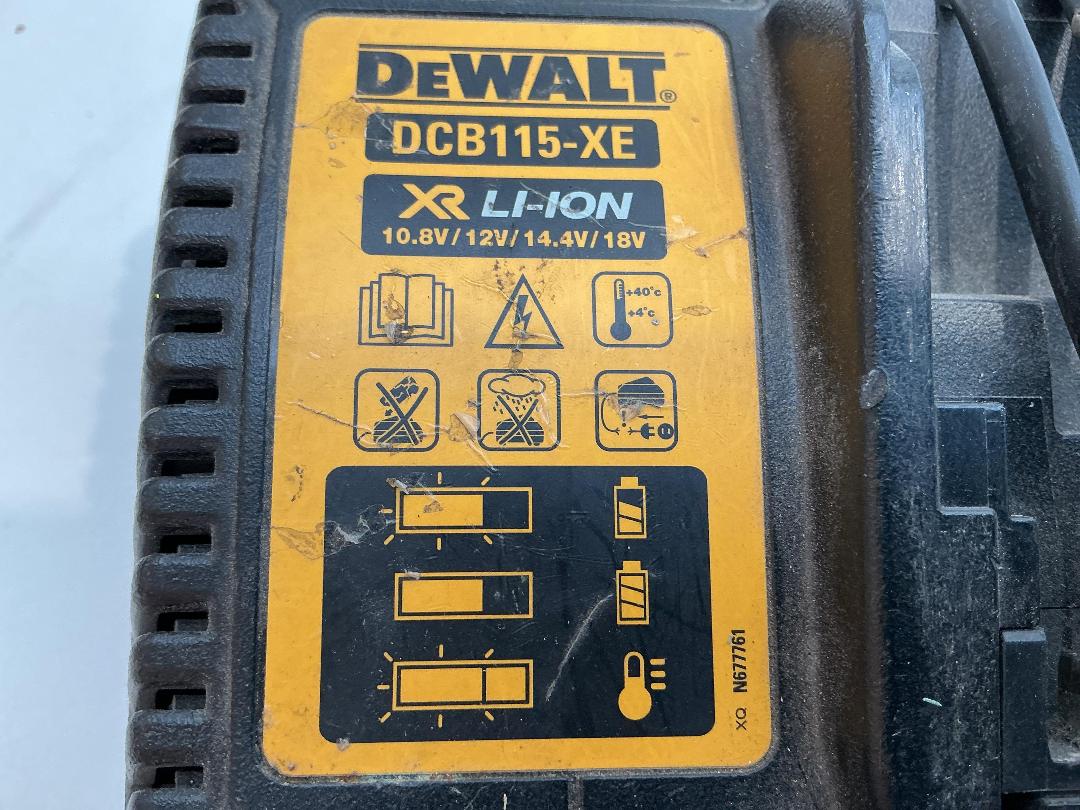 DEWALT®
DCB115-XE
XR LI-ION
10.8V/12V/14.4V/18V
+40°c
+4°c
XQ N677761